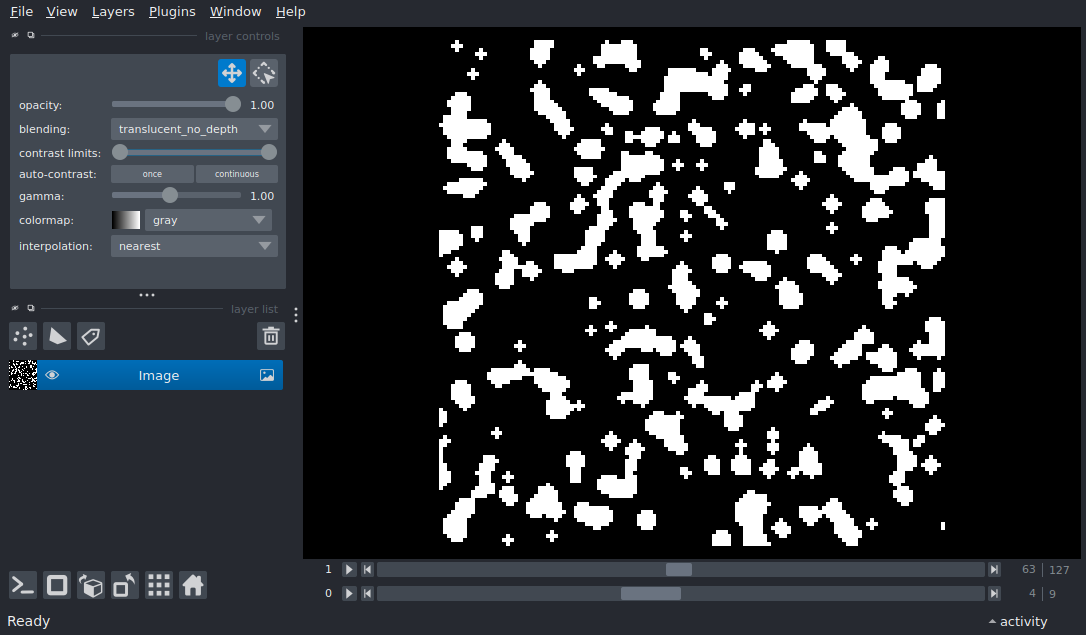 File View Layers Plugins Window Help
layer controls
opacity: 1.00
blending: translucent_no_depth
contrast limits:
auto-contrast: once continuous
gamma: 1.00
colormap: gray
interpolation: nearest
layer list
Image
1 63 127
0 4 9
Ready activity